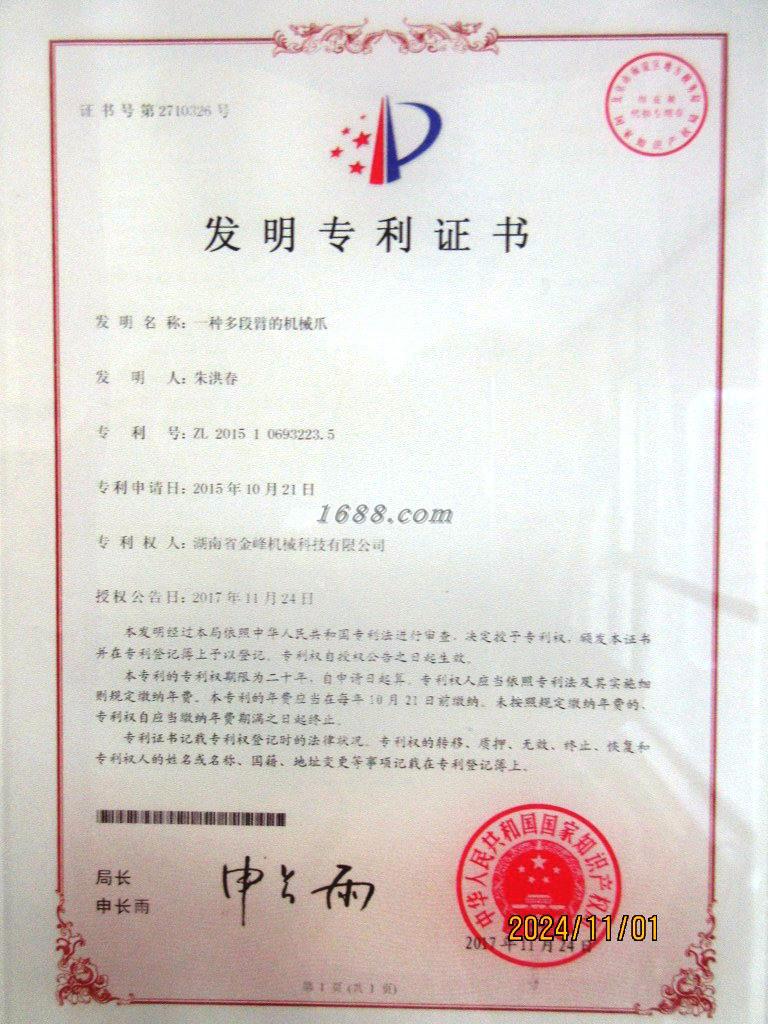 证书号第2710326号
发明专利证书
发明名称：一种多段臂的机械爪
发明人：朱洪春
专利号：ZL 2015 1 0693223.5
专利申请日：2015年10月21日
1688.com
专利权人：湖南省金峰机械科技有限公司
授权公告日：2017年11月24日
本发明经过本局依照中华人民共和国专利法进行审查，决定授予专利权，颁发本证书
并在专利登记簿上予以登记。专利权自授权公告之日起生效。
本专利的专利权期限为二十年，自申请日起算。专利权人应当依照专利法及其实施细
则规定缴纳年费。本专利的年费应当在每年10月21日前缴纳。未按照规定缴纳年费的，
专利权自应当缴纳年费期满之日起终止。
专利证书记载专利权登记时的法律状况。专利权的转移、质押、无效、终止、恢复和
专利权人的姓名或名称、国籍、地址变更等事项记载在专利登记簿上。
局长
申长雨
申长雨
中华人民共和国国家知识产权
2024/11/01
2017年11月24日
第1页(共1页)